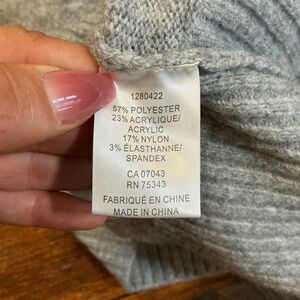 1280422
57% POLYESTER
23% ACRYLIQUE/
ACRYLIC
17% NYLON
3% ÉLASTHANNE/
SPANDEX
CA 07043
RN 75343
FABRIQUÉ EN CHINE
MADE IN CHINA